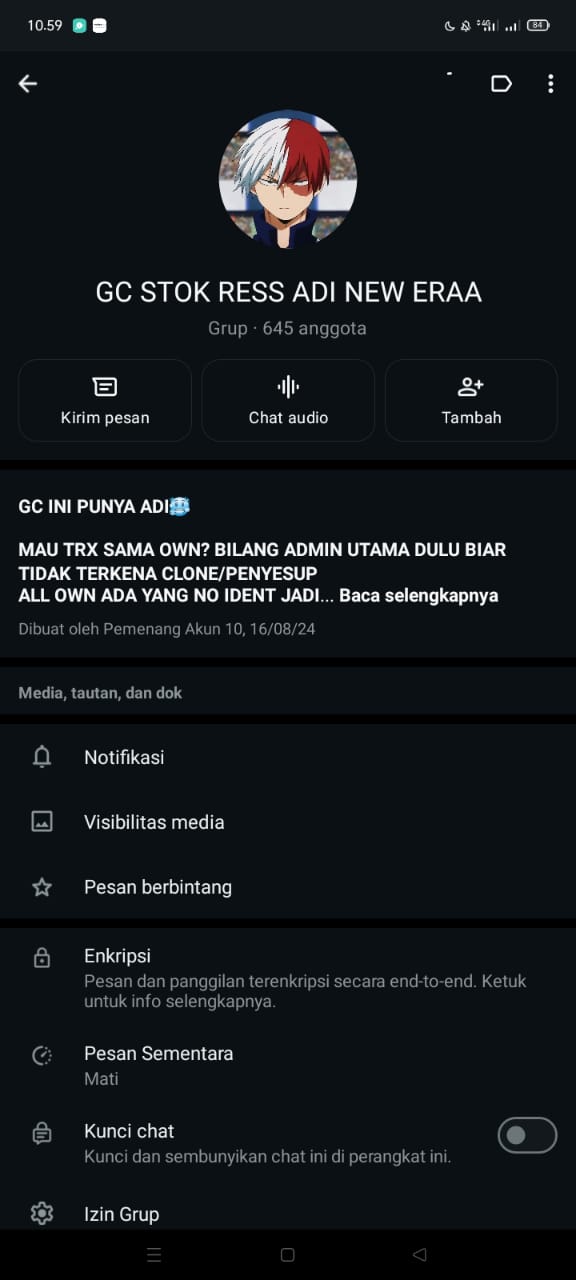 10.59
4G
84
GC STOK RESS ADI NEW ERAA
Grup · 645 anggota
Kirim pesan
Chat audio
Tambah
GC INI PUNYA ADI🥶
MAU TRX SAMA OWN? BILANG ADMIN UTAMA DULU BIAR
TIDAK TERKENA CLONE/PENYESUP
ALL OWN ADA YANG NO IDENT JADI... Baca selengkapnya
Dibuat oleh Pemenang Akun 10, 16/08/24
Media, tautan, dan dok
Notifikasi
Visibilitas media
Pesan berbintang
Enkripsi
Pesan dan panggilan terenkripsi secara end-to-end. Ketuk
untuk info selengkapnya.
Pesan Sementara
Mati
Kunci chat
Kunci dan sembunyikan chat ini di perangkat ini.
Izin Grup